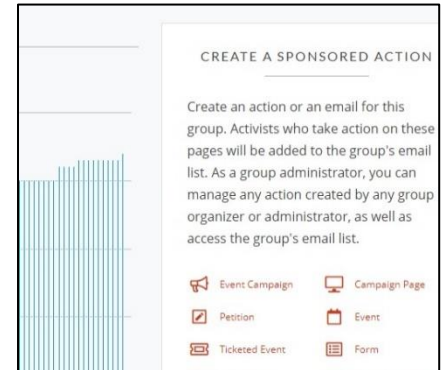 CREATE A SPONSORED ACTION
Create an action or an email for this
group. Activists who take action on these
pages will be added to the group's email
list. As a group administrator, you can
manage any action created by any group
organizer or administrator, as well as
access the group's email list.
Event Campaign Campaign Page
Petition Event
Ticketed Event Form